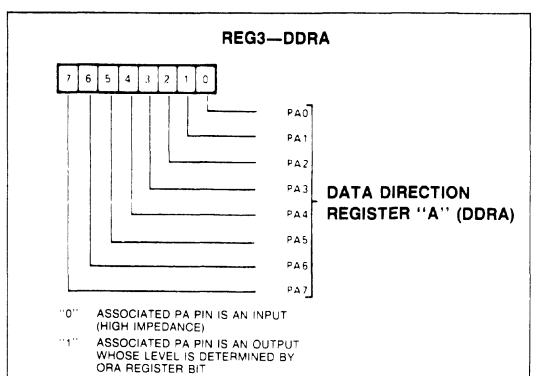 REG3—DDRA
7 6 5 4 3 2 1 0
PA0
PA1
PA2
PA3
PA4
PA5
PA6
PA7
DATA DIRECTION
REGISTER "A" (DDRA)
"0" ASSOCIATED PA PIN IS AN INPUT
(HIGH IMPEDANCE)
"1" ASSOCIATED PA PIN IS AN OUTPUT
WHOSE LEVEL IS DETERMINED BY
ORA REGISTER BIT